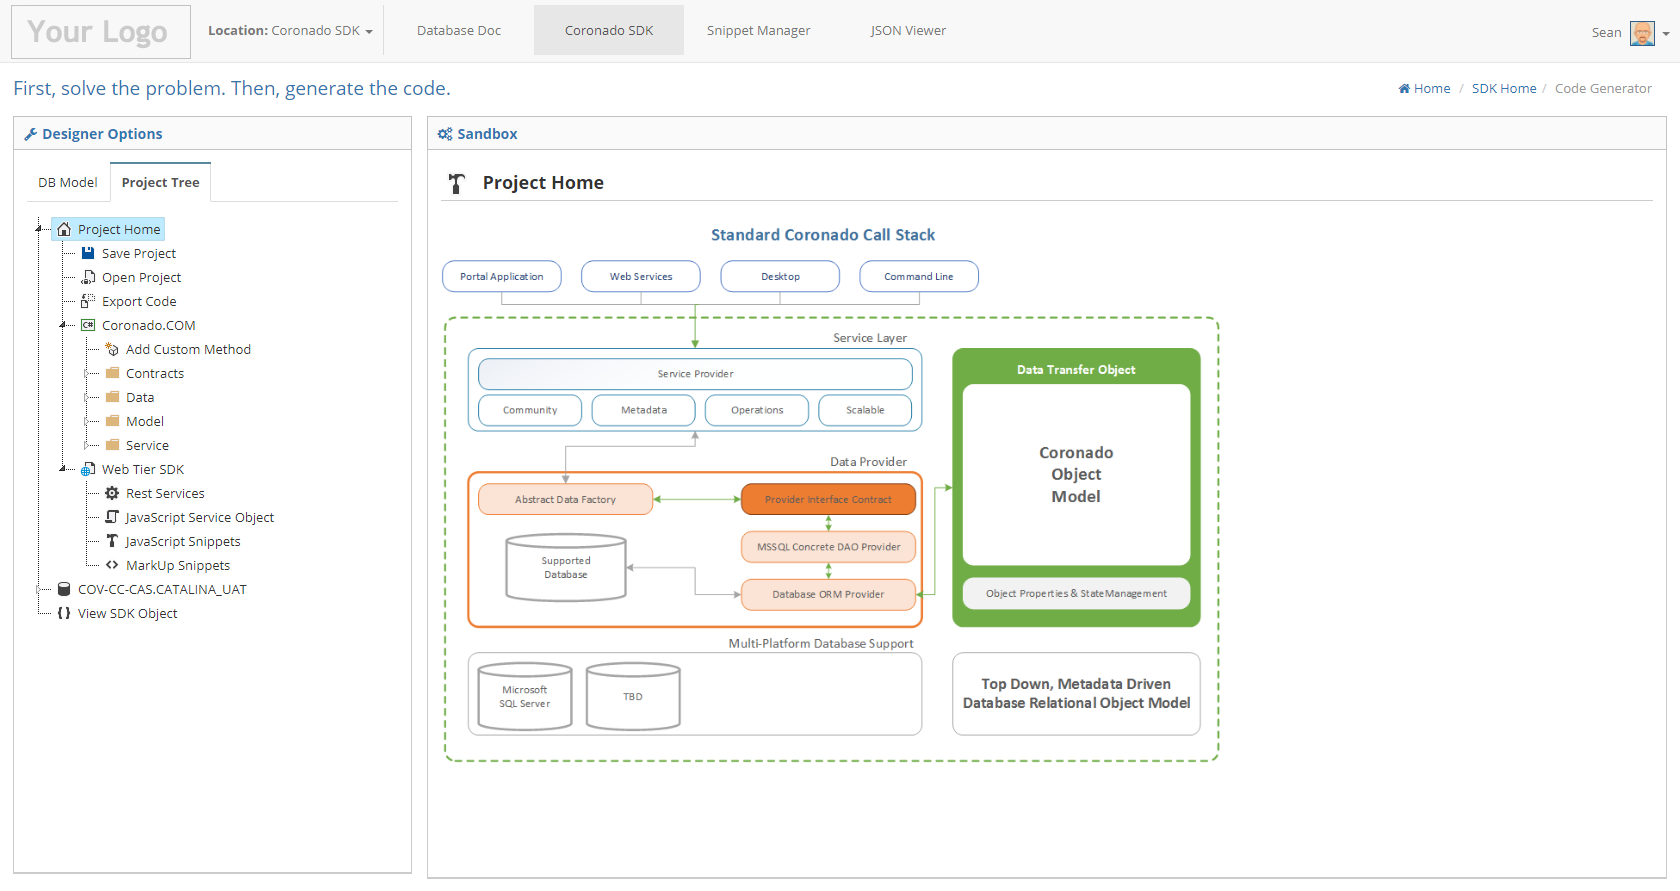 Your Logo
Location: Coronado SDK
Database Doc
Coronado SDK
Snippet Manager
JSON Viewer
Sean
First, solve the problem. Then, generate the code.
Home / SDK Home / Code Generator
Designer Options
DB Model
Project Tree
Project Home
Save Project
Open Project
Export Code
C# Coronado.COM
Add Custom Method
Contracts
Data
Model
Service
Web Tier SDK
Rest Services
JavaScript Service Object
JavaScript Snippets
MarkUp Snippets
COV-CC-CAS.CATALINA_UAT
View SDK Object
Sandbox
Project Home
Standard Coronado Call Stack
Portal Application
Web Services
Desktop
Command Line
Service Layer
Service Provider
Community
Metadata
Operations
Scalable
Data Provider
Abstract Data Factory
Provider Interface Contract
MSSQL Concrete DAO Provider
Supported
Database
Database ORM Provider
Data Transfer Object
Coronado
Object
Model
Object Properties & StateManagement
Multi-Platform Database Support
Microsoft
SQL Server
TBD
Top Down, Metadata Driven
Database Relational Object Model